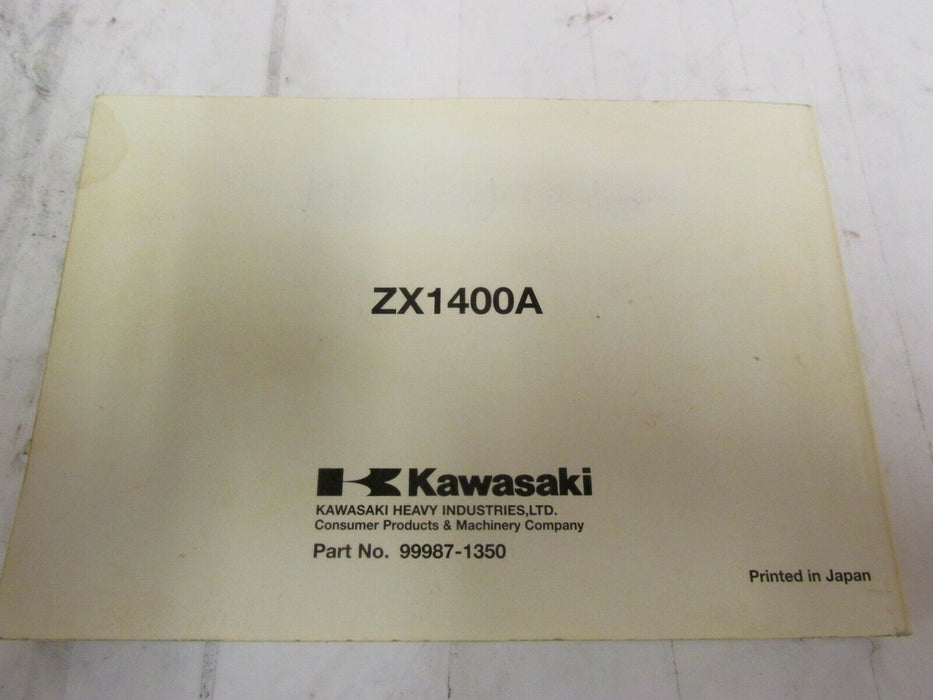 ZX1400A
Kawasaki
KAWASAKI HEAVY INDUSTRIES,LTD.
Consumer Products & Machinery Company
Part No. 99987-1350
Printed in Japan